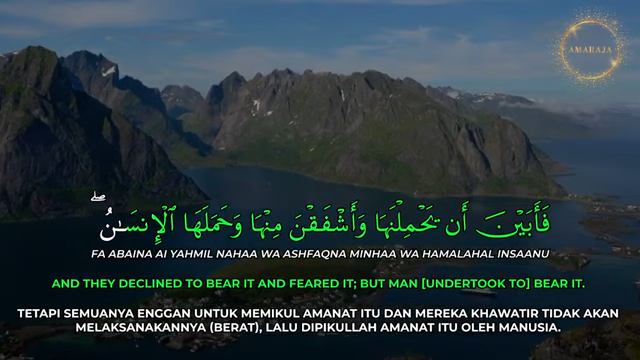 AMARAJA
فَأَبَيْنَ أَن يَحْمِلْنَهَا وَأَشْفَقْنَ مِنْهَا وَحَمَلَهَا ٱلْإِنسَـٰنُ ۖ
FA ABAINA AI YAHMIL NAHAA WA ASHFAQNA MINHAA WA HAMALAHAL INSAANU
AND THEY DECLINED TO BEAR IT AND FEARED IT; BUT MAN [UNDERTOOK TO] BEAR IT.
TETAPI SEMUANYA ENGGAN UNTUK MEMIKUL AMANAT ITU DAN MEREKA KHAWATIR TIDAK AKAN
MELAKSANAKANNYA (BERAT), LALU DIPIKULLAH AMANAT ITU OLEH MANUSIA.